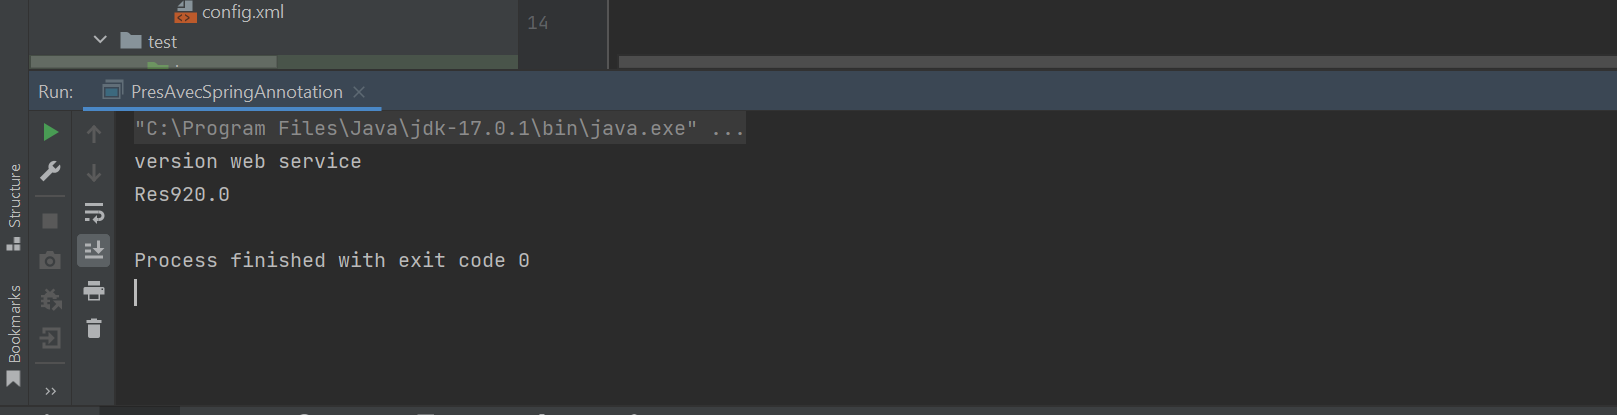 config.xml
14
test
Run: PresAvecSpringAnnotation
"C:\Program Files\Java\jdk-17.0.1\bin\java.exe" ...
version web service
Res920.0
Process finished with exit code 0
Structure
Bookmarks